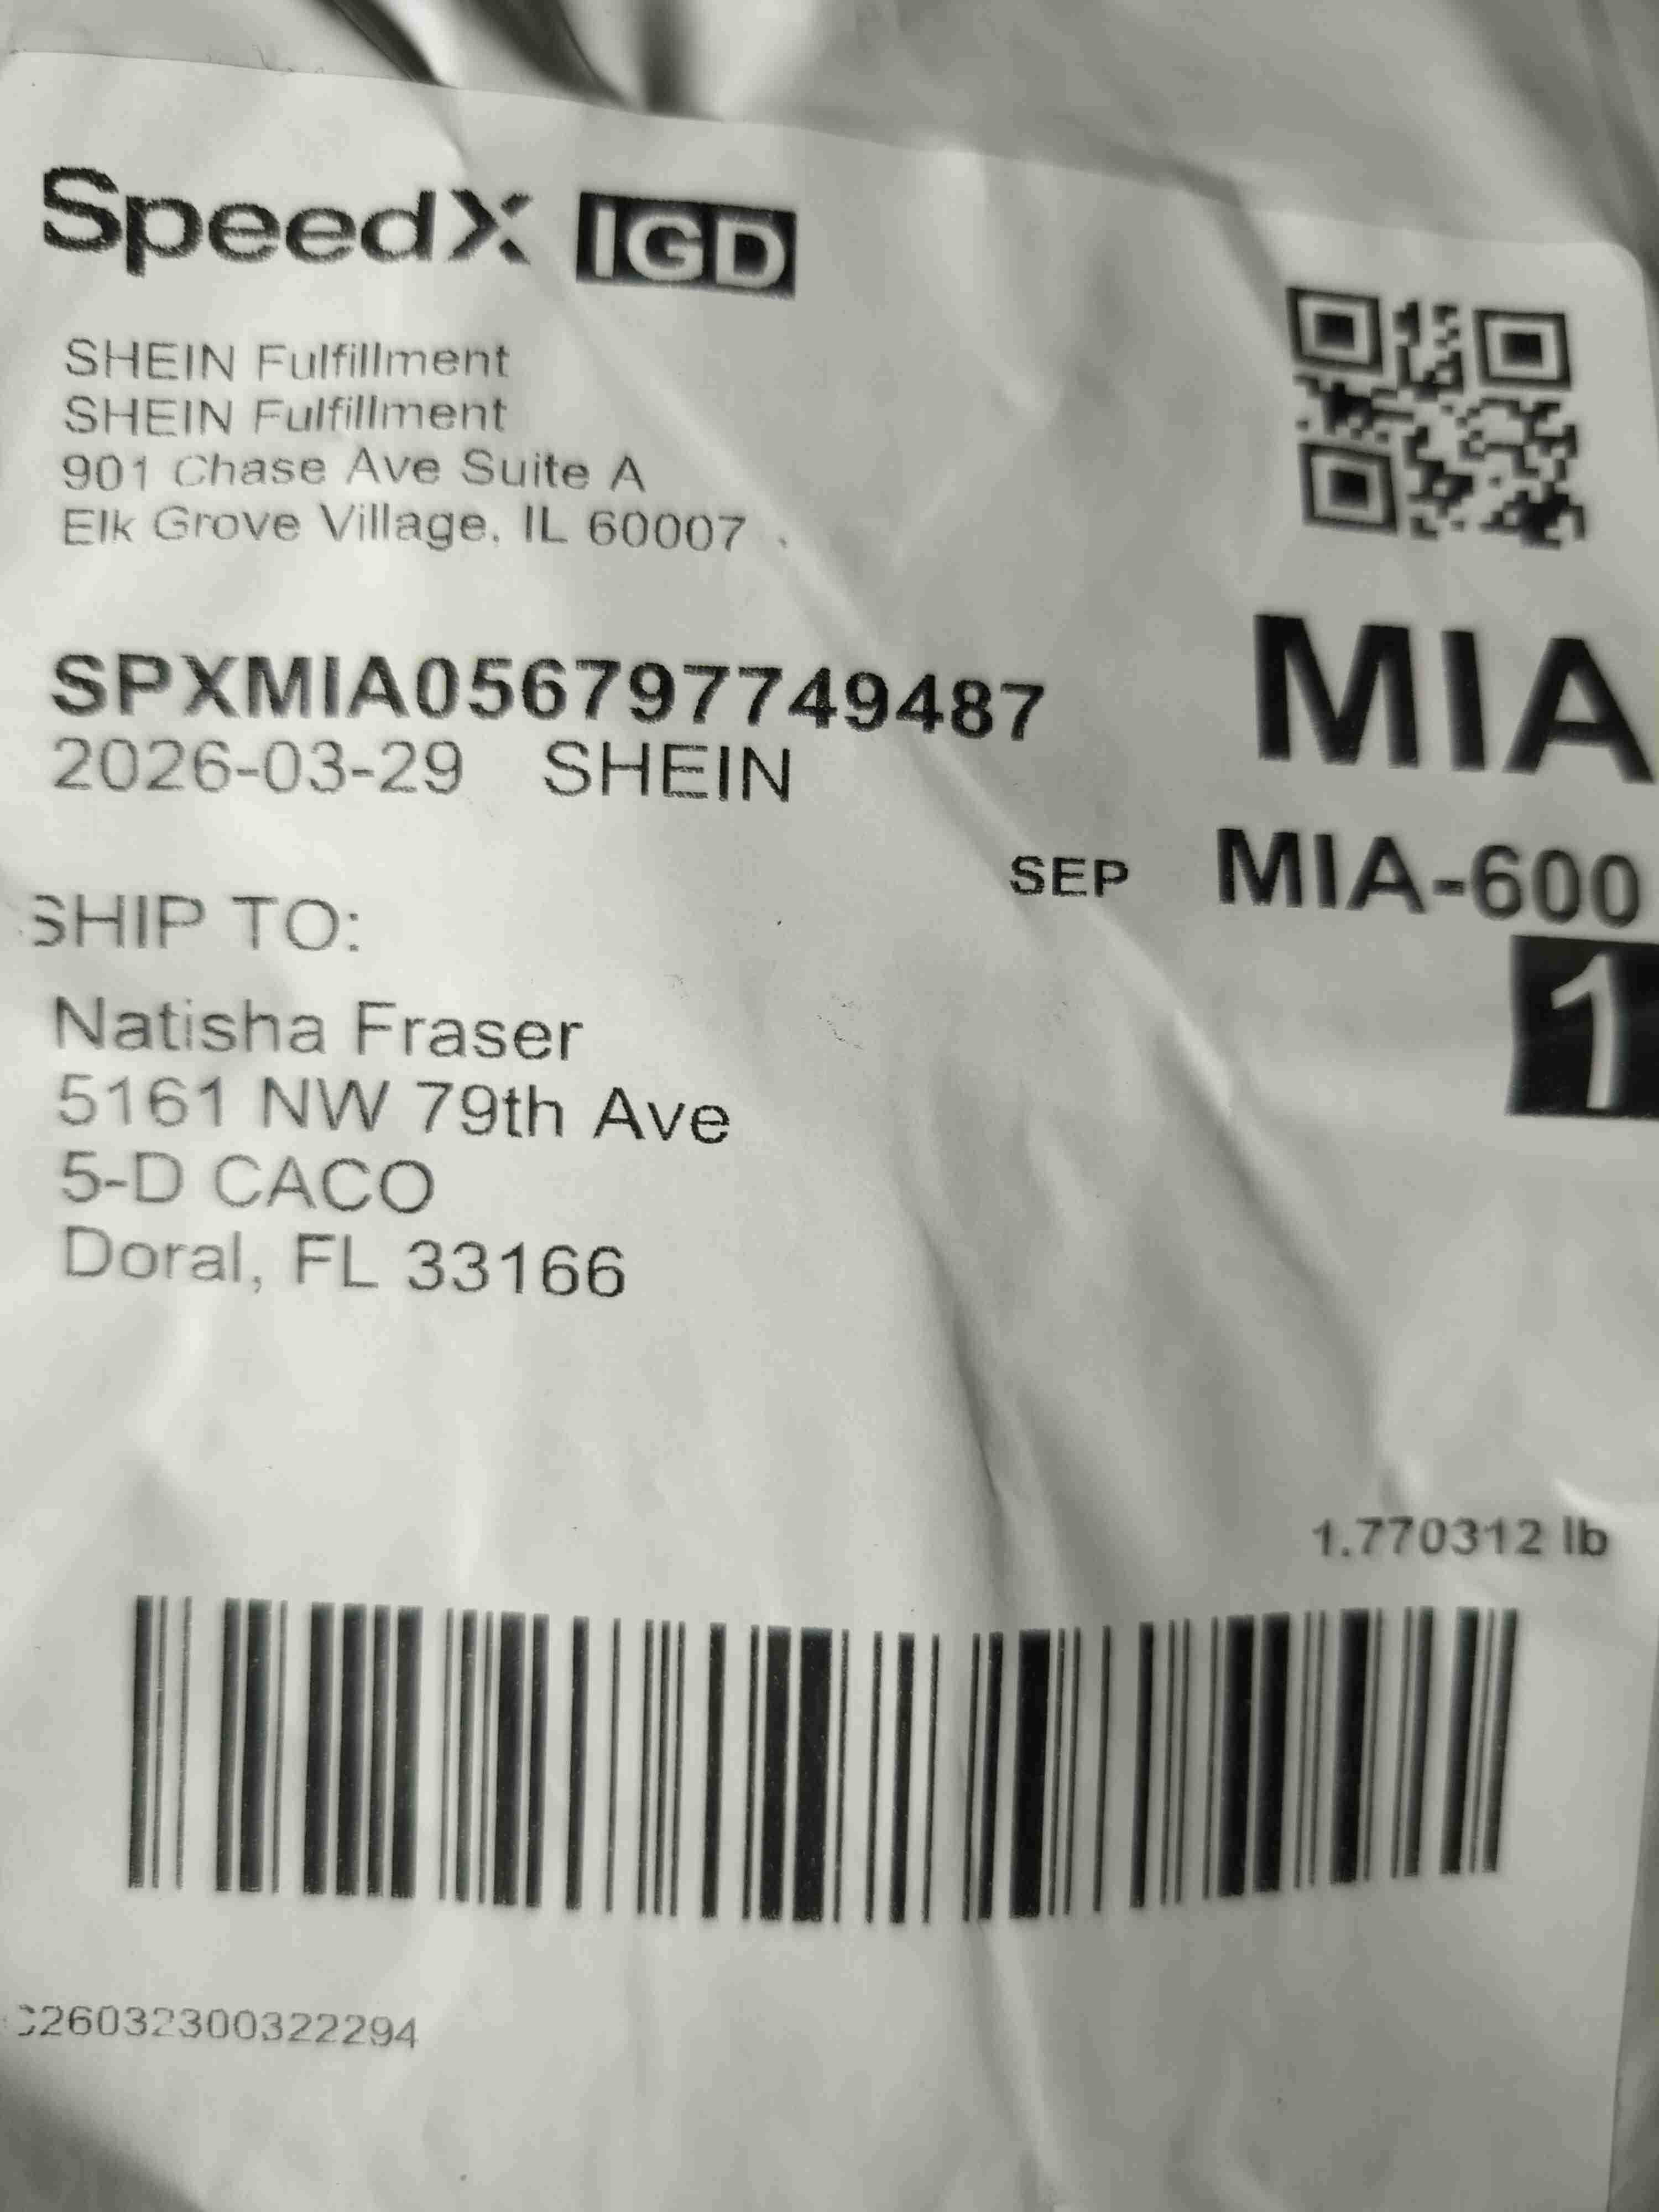 SpeedX IGD
SHEIN Fulfillment
SHEIN Fulfillment
901 Chase Ave Suite A
Elk Grove Village, IL 60007
SPXMIA056797749487
2026-03-29 SHEIN
MIA
SEP MIA-600
1
SHIP TO:
Natisha Fraser
5161 NW 79th Ave
5-D CACO
Doral, FL 33166
1.770312 lb
C26032300322294